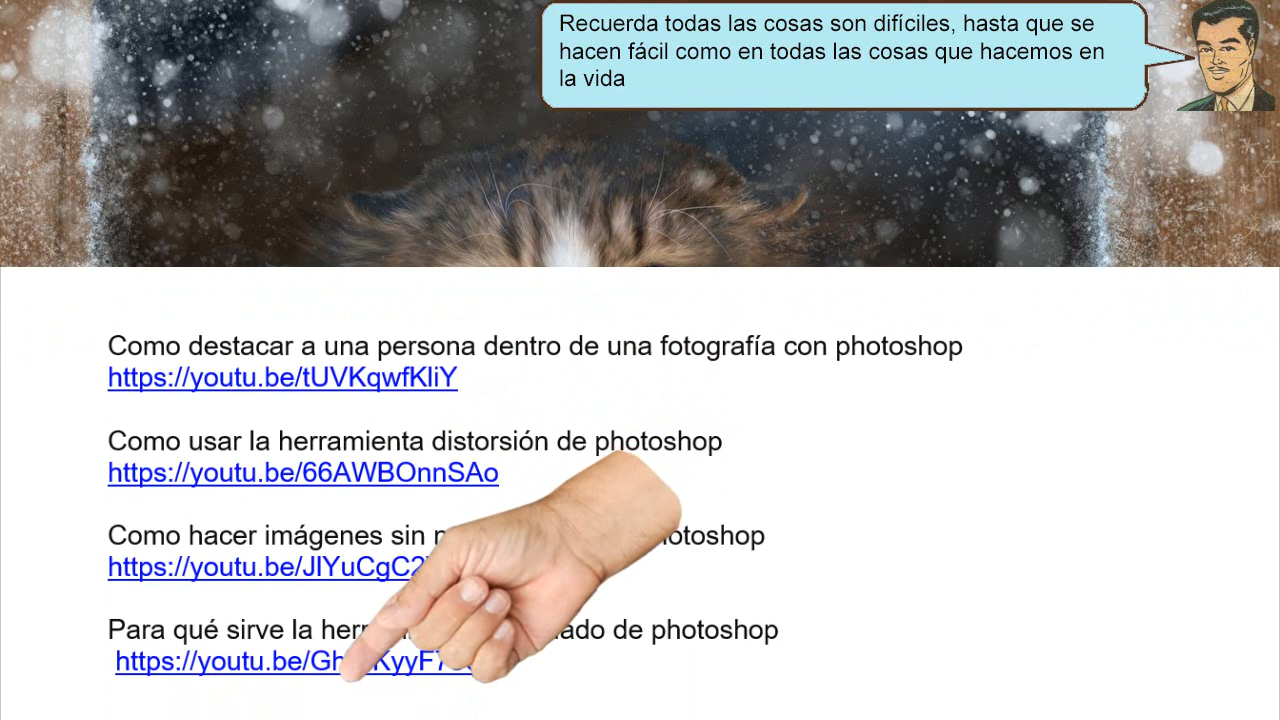 Recuerda todas las cosas son difíciles, hasta que se
hacen fácil como en todas las cosas que hacemos en
la vida
Como destacar a una persona dentro de una fotografía con photoshop
https://youtu.be/tUVKqwfKliY
Como usar la herramienta distorsión de photoshop
https://youtu.be/66AWBOnnSAo
Como hacer imágenes sin
https://youtu.be/JlYuCgC2
Para qué sirve la de photoshop
https://youtu.be/Gh